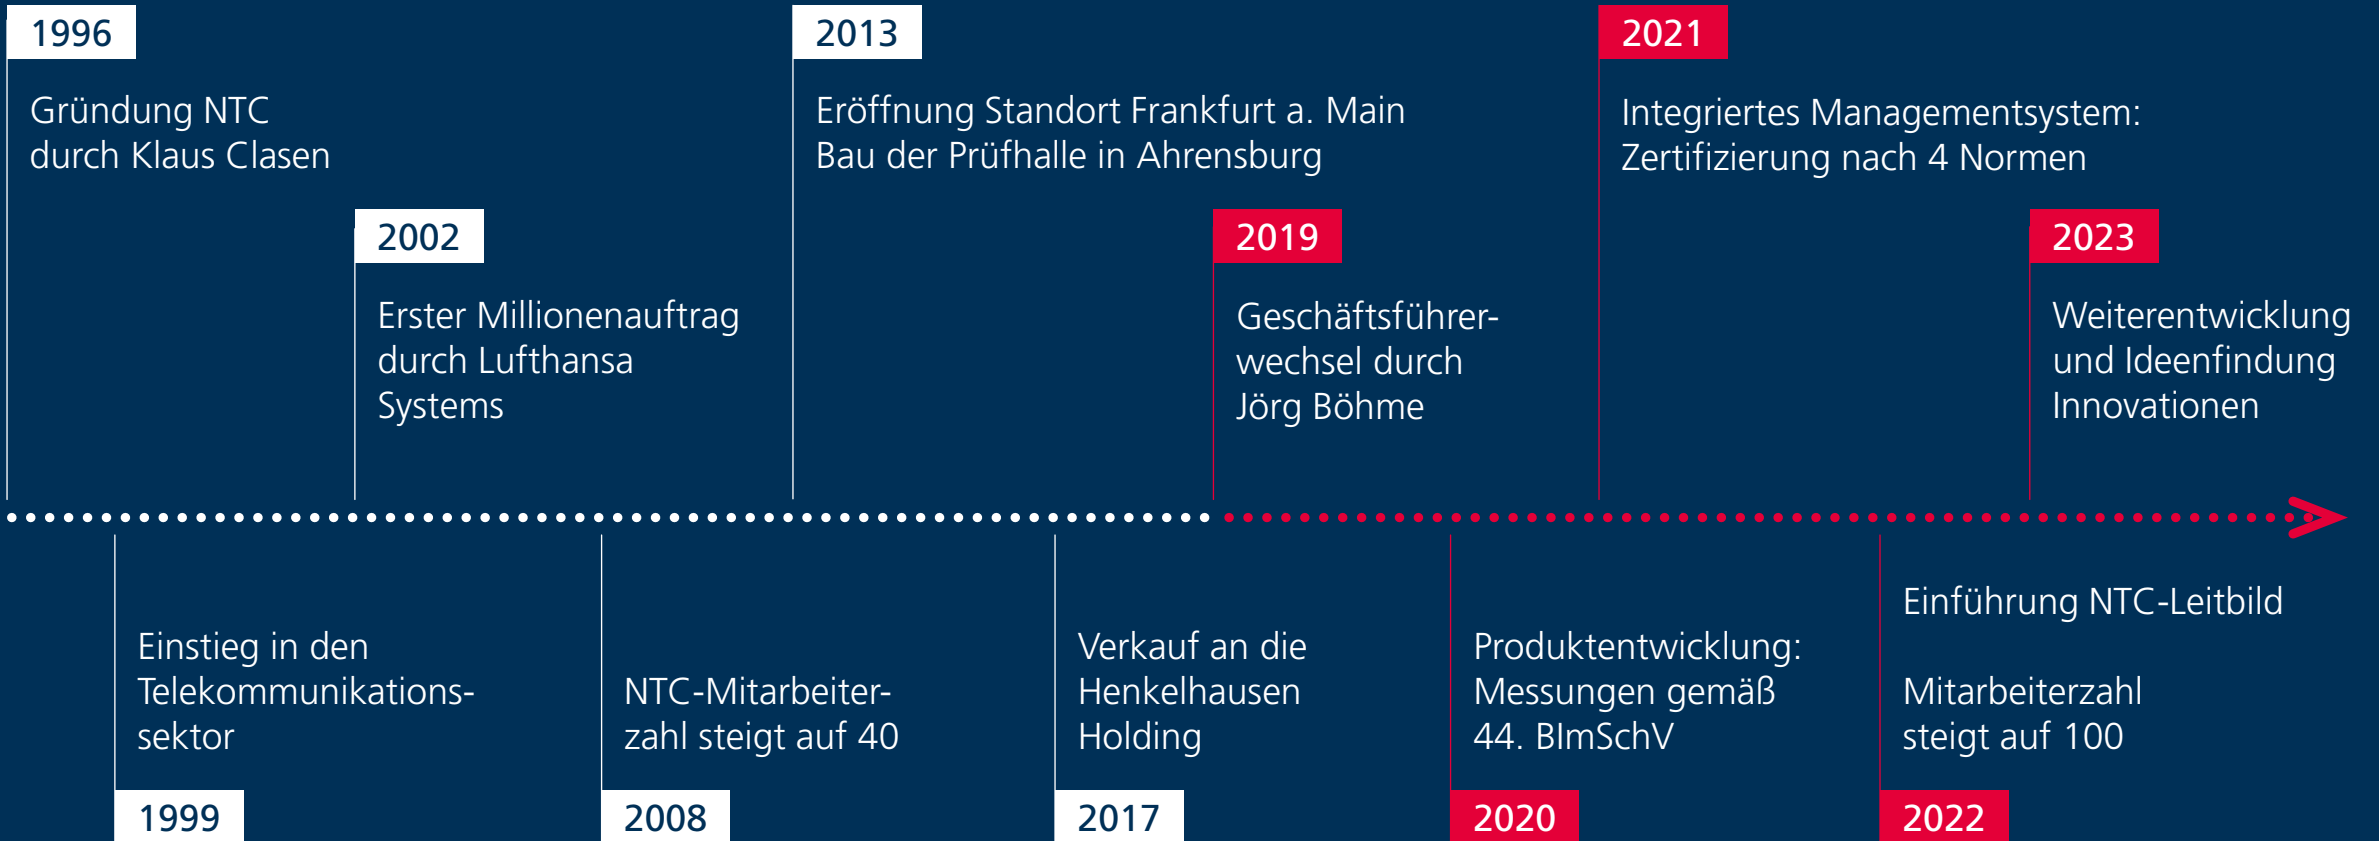 1996
Gründung NTC
durch Klaus Clasen
1999
Einstieg in den
Telekommunikations-
sektor
2002
Erster Millionenauftrag
durch Lufthansa
Systems
2008
NTC-Mitarbeiter-
zahl steigt auf 40
2013
Eröffnung Standort Frankfurt a. Main
Bau der Prüfhalle in Ahrensburg
2017
Verkauf an die
Henkelhausen
Holding
2019
Geschäftsführer-
wechsel durch
Jörg Böhme
2020
Produktentwicklung:
Messungen gemäß
44. BImSchV
2021
Integriertes Managementsystem:
Zertifizierung nach 4 Normen
2022
Einführung NTC-Leitbild
Mitarbeiterzahl
steigt auf 100
2023
Weiterentwicklung
und Ideenfindung
Innovationen